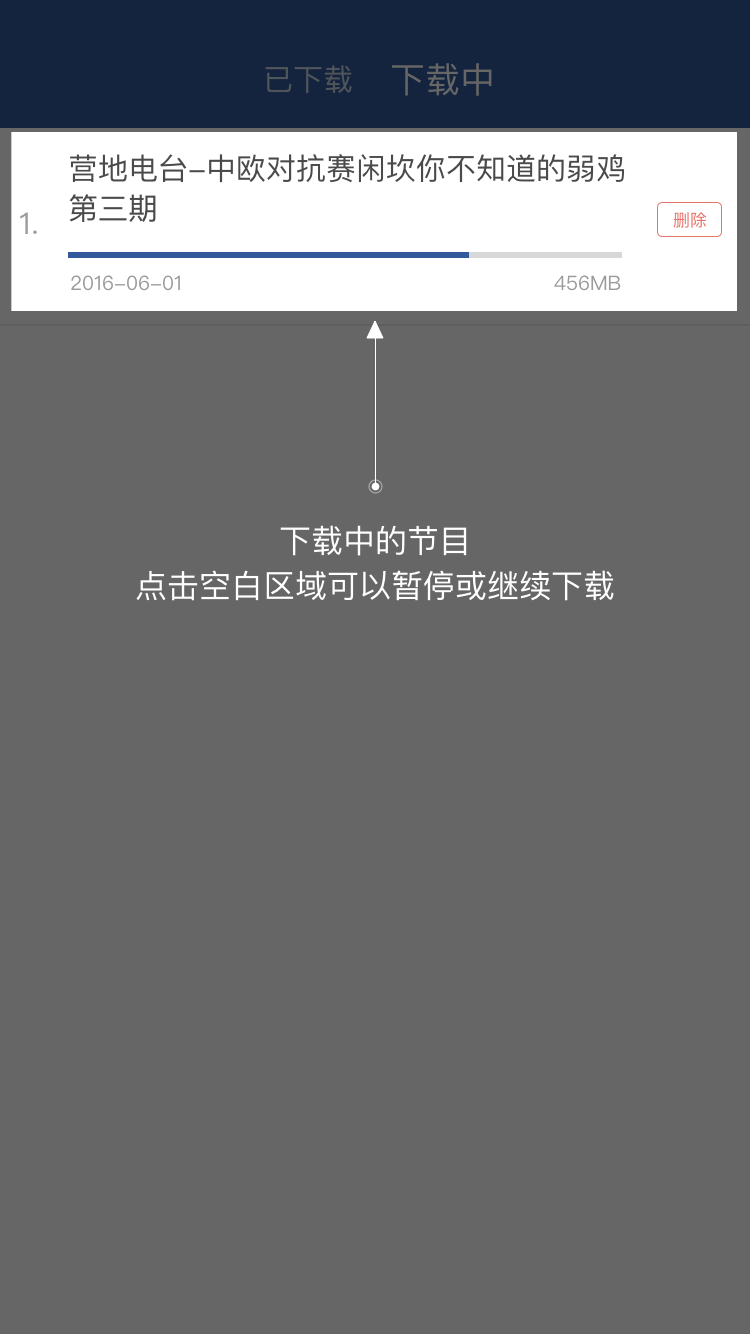 已下载 下载中
营地电台-中欧对抗赛闲坎你不知道的弱鸡
第三期
1.
删除
2016-06-01 456MB
下载中的节目
点击空白区域可以暂停或继续下载